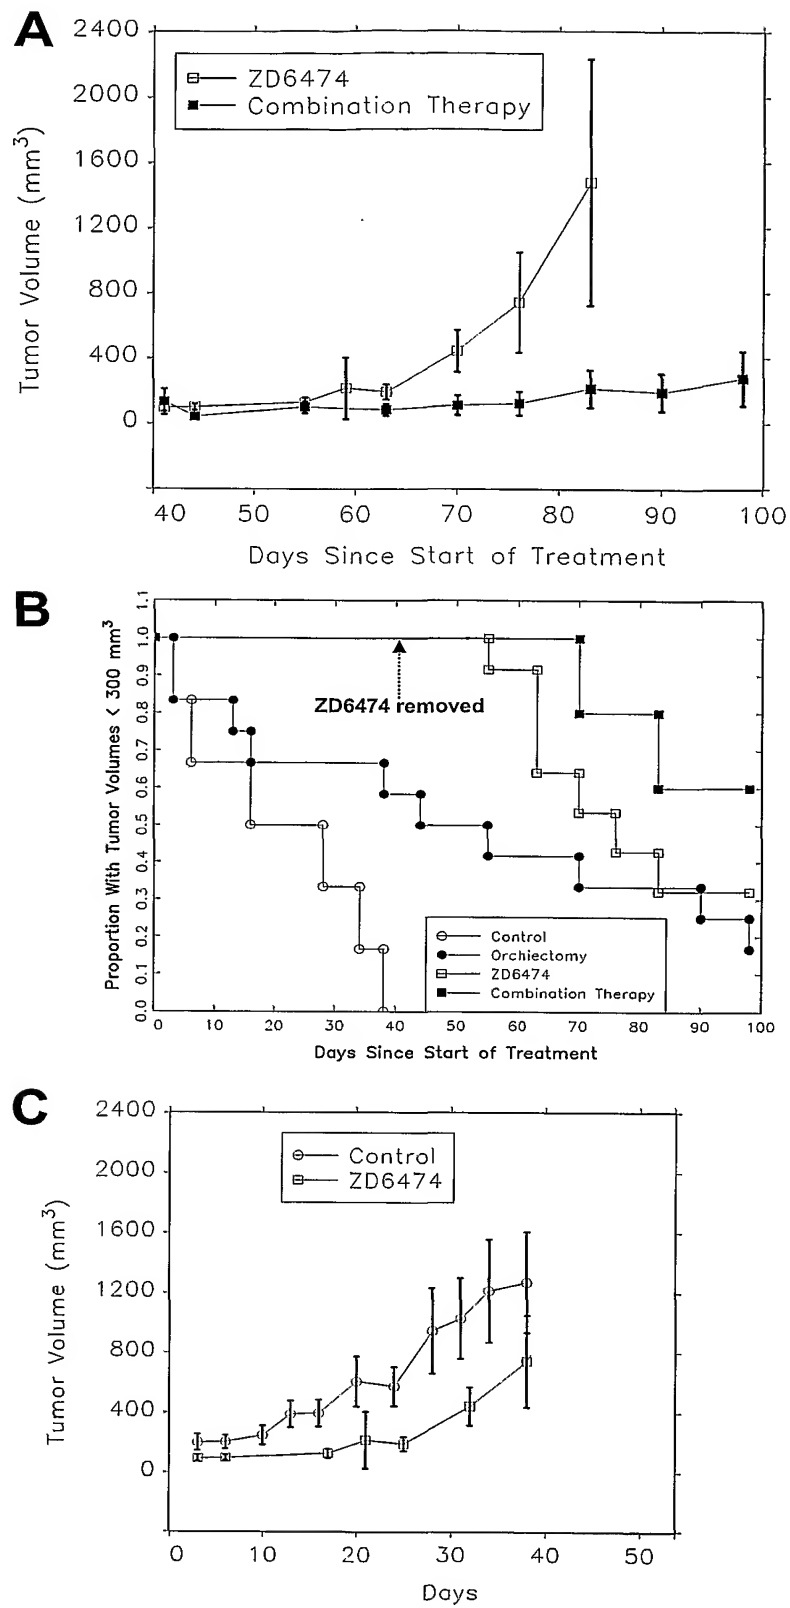 A
2400
2000
1600
1200
800
400
0
Tumor Volume (mm³)
ZD6474
Combination Therapy
40 50 60 70 80 90 100
Days Since Start of Treatment
B
1.1
1.0
0.9
0.8
0.7
0.6
0.5
0.4
0.3
0.2
0.1
0.0
Proportion With Tumor Volumes < 300 mm³
ZD6474 removed
Control
Orchiectomy
ZD6474
Combination Therapy
0 10 20 30 40 50 60 70 80 90 100
Days Since Start of Treatment
C
2400
2000
1600
1200
800
400
0
Tumor Volume (mm³)
Control
ZD6474
0 10 20 30 40 50
Days